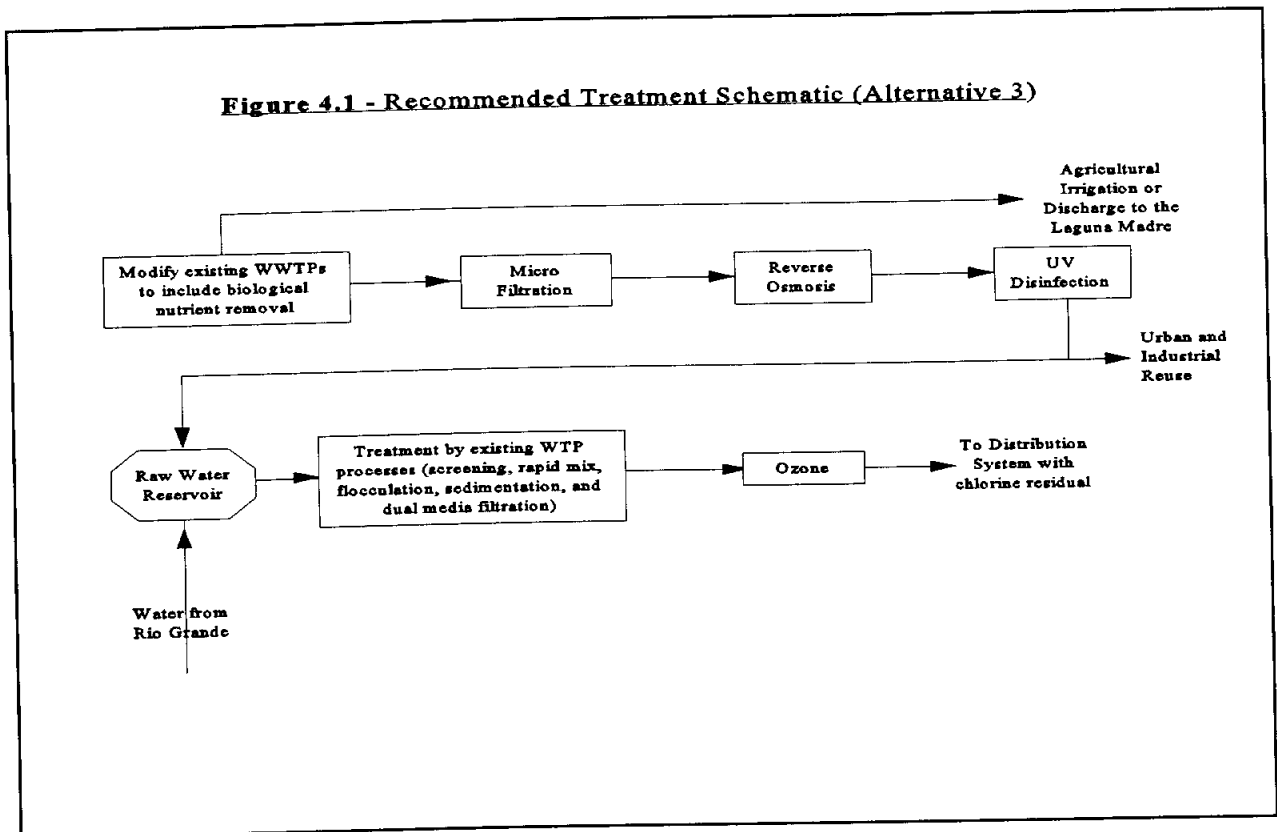 Figure 4.1 - Recommended Treatment Schematic (Alternative 3)
Agricultural
Irrigation or
Discharge to the
Laguna Madre
Modify existing WWTPs
to include biological
nutrient removal
Micro
Filtration
Reverse
Osmosis
UV
Disinfection
Urban and
Industrial
Reuse
Raw Water
Reservoir
Treatment by existing WTP
processes (screening, rapid mix,
flocculation, sedimentation, and
dual media filtration)
Ozone
To Distribution
System with
chlorine residual
Water from
Rio Grande